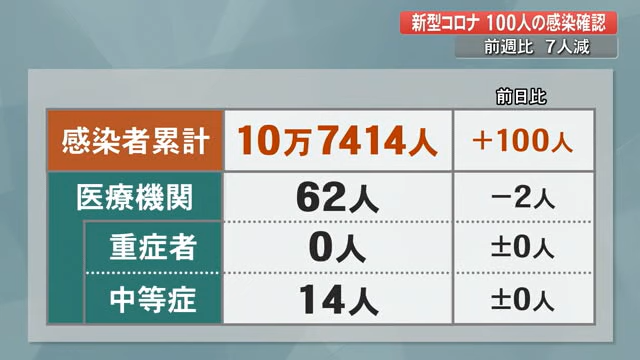 新型コロナ 100人の感染確認
前週比 7人減
前日比
感染者累計 10万7414人 +100人
医療機関 62人 -2人
重症者 0人 ±0人
中等症 14人 ±0人